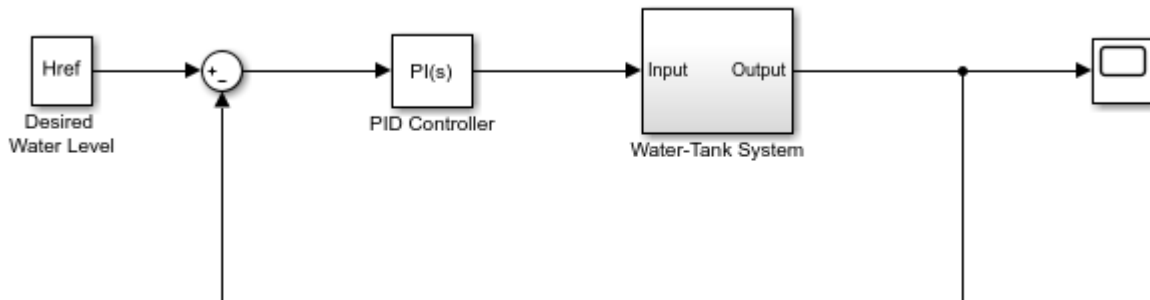 Href
+
−
PI(s)
Input
Output
Desired
Water Level
PID Controller
Water-Tank System